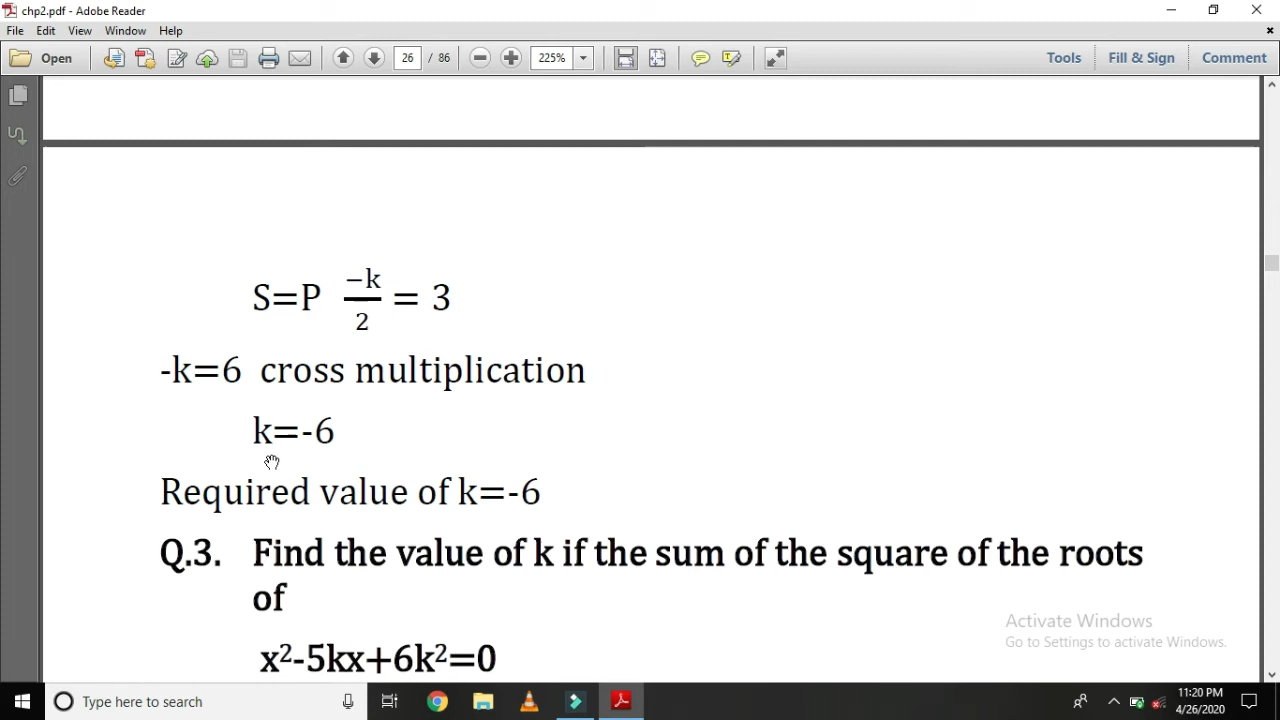 chp2.pdf - Adobe Reader
File Edit View Window Help
Open 26 / 86 225% Tools Fill & Sign Comment
S=P −k/2 = 3
-k=6 cross multiplication
k=-6
Required value of k=-6
Q.3. Find the value of k if the sum of the square of the roots
of
x²-5kx+6k²=0
Activate Windows
Go to Settings to activate Windows.
Type here to search
11:20 PM
4/26/2020